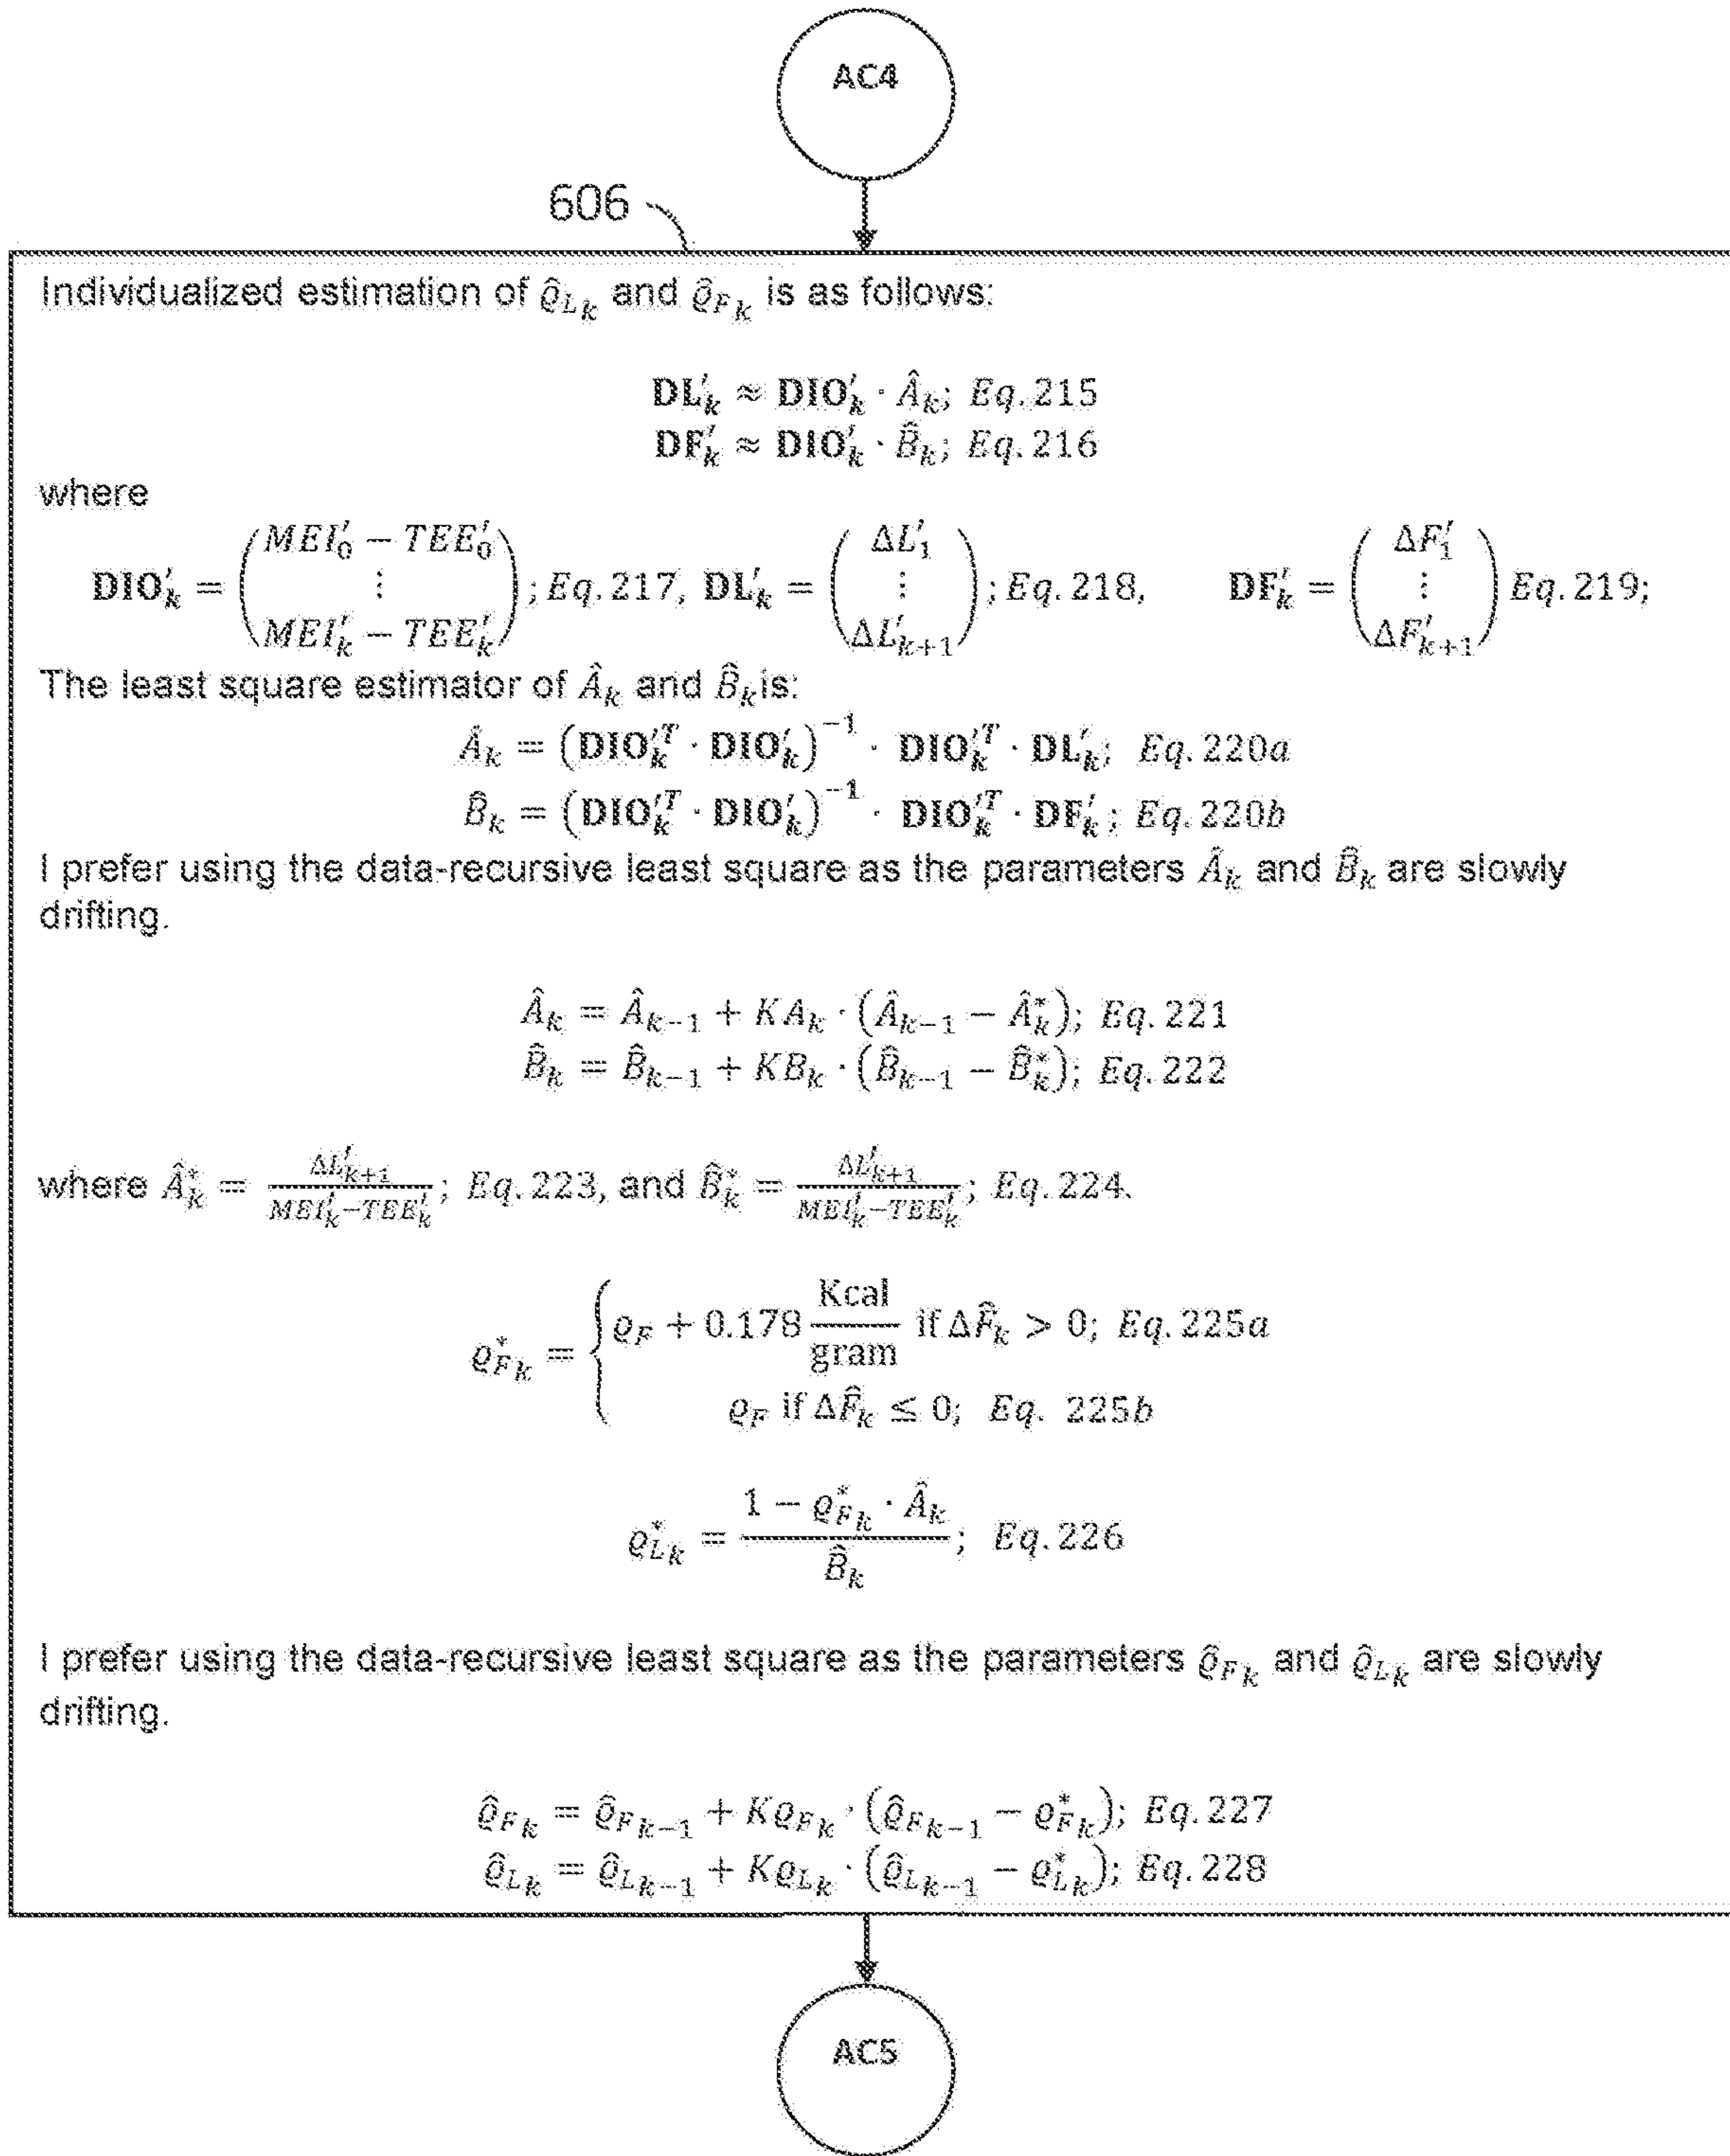 AC4
606
Individualized estimation of ϱ̂_{L_k} and ϱ̂_{F_k} is as follows:
𝐃𝐋′_k ≈ 𝐃𝐈𝐎′_k · Â_k; Eq. 215
𝐃𝐅′_k ≈ 𝐃𝐈𝐎′_k · B̂_k; Eq. 216
where
𝐃𝐈𝐎′_k = (MEI′_0 − TEE′_0 ⋮ MEI′_k − TEE′_k); Eq. 217, 𝐃𝐋′_k = (ΔL′_1 ⋮ ΔL′_{k+1}); Eq. 218, 𝐃𝐅′_k = (ΔF′_1 ⋮ ΔF′_{k+1}) Eq. 219;
The least square estimator of Â_k and B̂_k is:
Â_k = (𝐃𝐈𝐎′^T_k · 𝐃𝐈𝐎′_k)^{−1} · 𝐃𝐈𝐎′^T_k · 𝐃𝐋′_k; Eq. 220a
B̂_k = (𝐃𝐈𝐎′^T_k · 𝐃𝐈𝐎′_k)^{−1} · 𝐃𝐈𝐎′^T_k · 𝐃𝐅′_k; Eq. 220b
I prefer using the data-recursive least square as the parameters Â_k and B̂_k are slowly
drifting.
Â_k = Â_{k−1} + KA_k · (Â_{k−1} − Â*_k); Eq. 221
B̂_k = B̂_{k−1} + KB_k · (B̂_{k−1} − B̂*_k); Eq. 222
where Â*_k = ΔL′_{k+1} / (MEI′_k − TEE′_k); Eq. 223, and B̂*_k = ΔL′_{k+1} / (MEI′_k − TEE′_k); Eq. 224.
ϱ*_{F_k} = { ϱ_F + 0.178 Kcal/gram if ΔF̂_k > 0; Eq. 225a
ϱ_F if ΔF̂_k ≤ 0; Eq. 225b
ϱ*_{L_k} = (1 − ϱ*_{F_k} · Â_k) / B̂_k; Eq. 226
I prefer using the data-recursive least square as the parameters ϱ̂_{F_k} and ϱ̂_{L_k} are slowly
drifting.
ϱ̂_{F_k} = ϱ̂_{F_{k−1}} + Kϱ_{F_k} · (ϱ̂_{F_{k−1}} − ϱ*_{F_k}); Eq. 227
ϱ̂_{L_k} = ϱ̂_{L_{k−1}} + Kϱ_{L_k} · (ϱ̂_{L_{k−1}} − ϱ*_{L_k}); Eq. 228
AC5